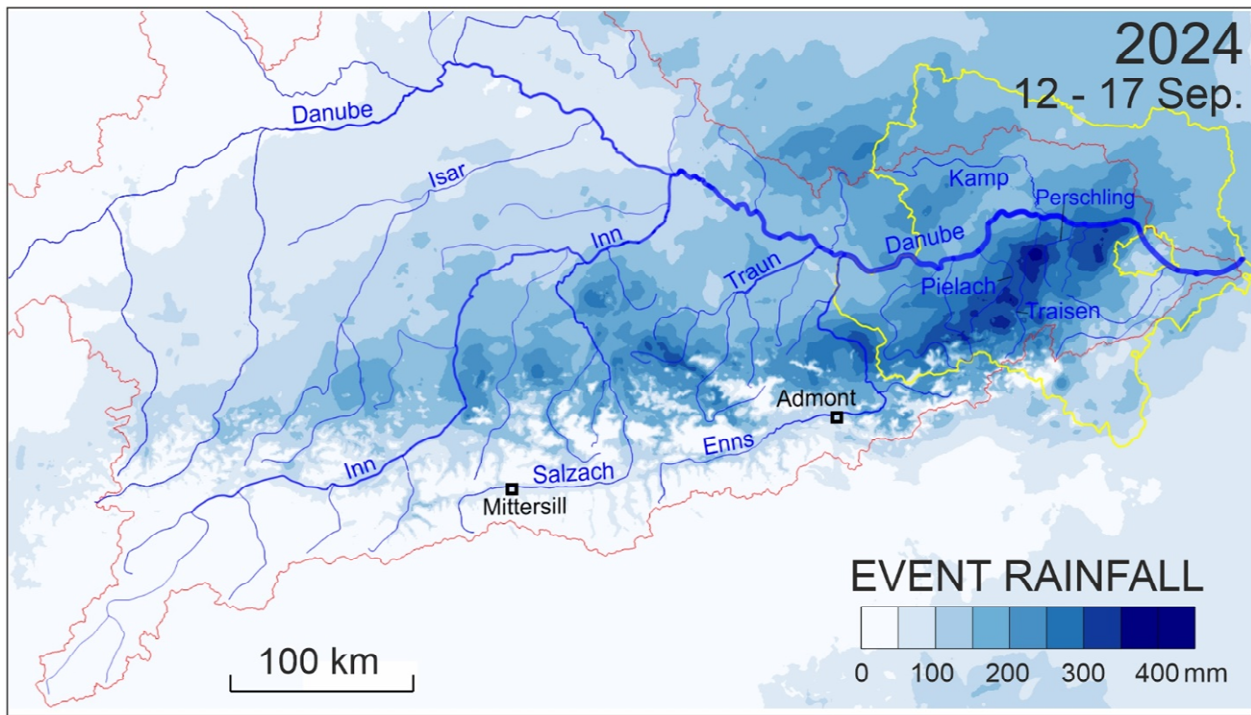 2024
12 - 17 Sep.
Danube
Isar
Kamp
Perschling
Inn
Danube
Traun
Pielach
Traisen
Admont
Inn
Enns
Salzach
Mittersill
EVENT RAINFALL
100 km
0 100 200 300 400 mm